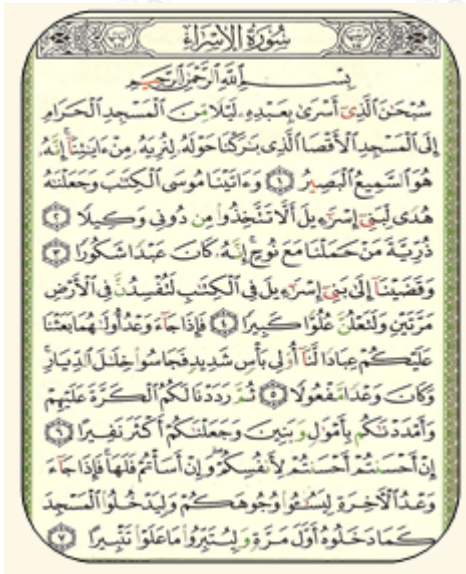 سُورَةُ الْإِسْرَاءِ
بِسْمِ ٱللَّهِ ٱلرَّحْمَٰنِ ٱلرَّحِيمِ
سُبْحَٰنَ ٱلَّذِىٓ أَسْرَىٰ بِعَبْدِهِۦ لَيْلًا مِّنَ ٱلْمَسْجِدِ ٱلْحَرَامِ
إِلَى ٱلْمَسْجِدِ ٱلْأَقْصَا ٱلَّذِى بَٰرَكْنَا حَوْلَهُۥ لِنُرِيَهُۥ مِنْ ءَايَٰتِنَآ إِنَّهُۥ
هُوَ ٱلسَّمِيعُ ٱلْبَصِيرُ ١ وَءَاتَيْنَا مُوسَى ٱلْكِتَٰبَ وَجَعَلْنَٰهُ
هُدًى لِّبَنِىٓ إِسْرَٰٓءِيلَ أَلَّا تَتَّخِذُوا۟ مِن دُونِى وَكِيلًا ٢
ذُرِّيَّةَ مَنْ حَمَلْنَا مَعَ نُوحٍ إِنَّهُۥ كَانَ عَبْدًا شَكُورًا ٣
وَقَضَيْنَآ إِلَىٰ بَنِىٓ إِسْرَٰٓءِيلَ فِى ٱلْكِتَٰبِ لَتُفْسِدُنَّ فِى ٱلْأَرْضِ
مَرَّتَيْنِ وَلَتَعْلُنَّ عُلُوًّا كَبِيرًا ٤ فَإِذَا جَآءَ وَعْدُ أُولَىٰهُمَا بَعَثْنَا
عَلَيْكُمْ عِبَادًا لَّنَآ أُو۟لِى بَأْسٍ شَدِيدٍ فَجَاسُوا۟ خِلَٰلَ ٱلدِّيَارِ
وَكَانَ وَعْدًا مَّفْعُولًا ٥ ثُمَّ رَدَدْنَا لَكُمُ ٱلْكَرَّةَ عَلَيْهِمْ
وَأَمْدَدْنَٰكُم بِأَمْوَٰلٍ وَبَنِينَ وَجَعَلْنَٰكُمْ أَكْثَرَ نَفِيرًا ٦
إِنْ أَحْسَنتُمْ أَحْسَنتُمْ لِأَنفُسِكُمْ وَإِنْ أَسَأْتُمْ فَلَهَا فَإِذَا جَآءَ
وَعْدُ ٱلْءَاخِرَةِ لِيَسُۥٓـُٔوا۟ وُجُوهَكُمْ وَلِيَدْخُلُوا۟ ٱلْمَسْجِدَ
كَمَا دَخَلُوهُ أَوَّلَ مَرَّةٍ وَلِيُتَبِّرُوا۟ مَا عَلَوْا۟ تَتْبِيرًا ٧